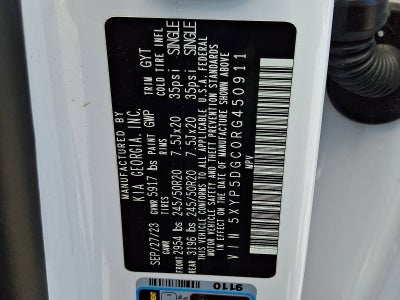 MANUFACTURED BY
KIA GEORGIA, INC.
SEP/27/23 GVWR 5917 lbs PAINT GWP TRIM GYT
GAWR RIMS COLD TIRE INFL
FRONT 2954 lbs 245/50R20 7.5Jx20 35psi SINGLE
REAR 3196 lbs 245/50R20 7.5Jx20 35psi SINGLE
THIS VEHICLE CONFORMS TO ALL APPLICABLE U.S.A. FEDERAL
MOTOR VEHICLE SAFETY AND THEFT PREVENTION STANDARDS
IN EFFECT ON THE DATE OF MANUFACTURE SHOWN ABOVE
MPV
VIN 5XYP5DGC0RG450911
9110